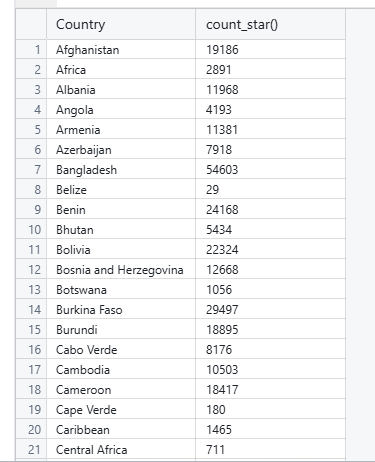 Country count_star()
1 Afghanistan 19186
2 Africa 2891
3 Albania 11968
4 Angola 4193
5 Armenia 11381
6 Azerbaijan 7918
7 Bangladesh 54603
8 Belize 29
9 Benin 24168
10 Bhutan 5434
11 Bolivia 22324
12 Bosnia and Herzegovina 12668
13 Botswana 1056
14 Burkina Faso 29497
15 Burundi 18895
16 Cabo Verde 8176
17 Cambodia 10503
18 Cameroon 18417
19 Cape Verde 180
20 Caribbean 1465
21 Central Africa 711